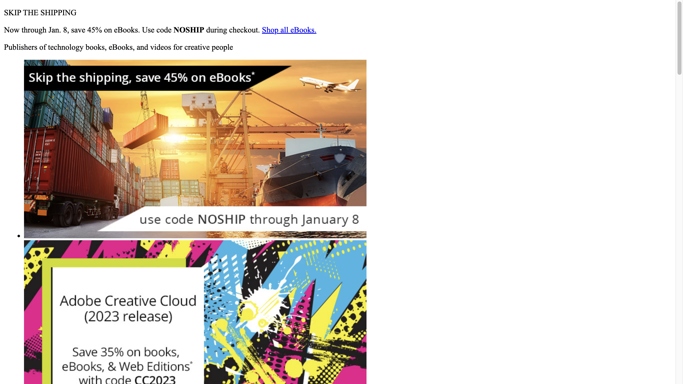 SKIP THE SHIPPING
Now through Jan. 8, save 45% on eBooks. Use code NOSHIP during checkout. Shop all eBooks.
Publishers of technology books, eBooks, and videos for creative people
Skip the shipping, save 45% on eBooks*
use code NOSHIP through January 8
Adobe Creative Cloud
(2023 release)
Save 35% on books,
eBooks, & Web Editions*
with code CC2023